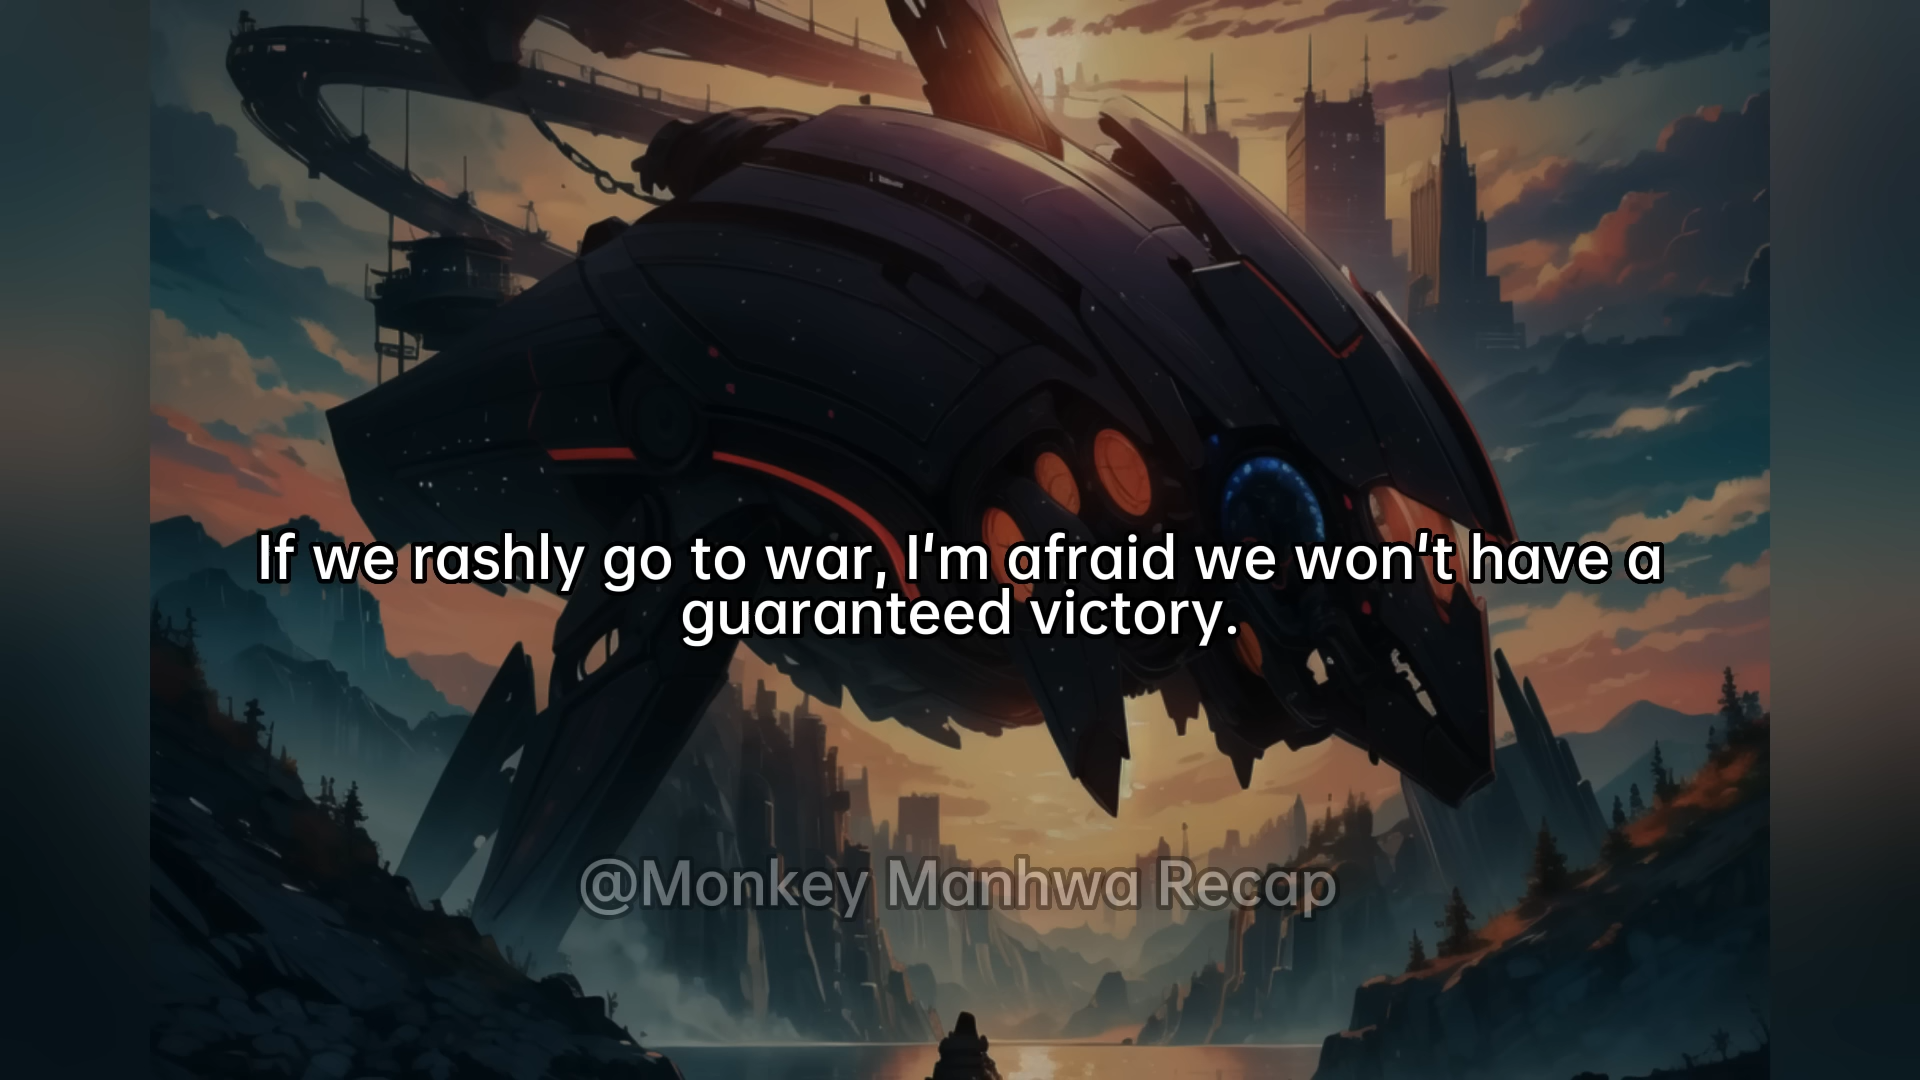 If we rashly go to war, I'm afraid we won't have a
guaranteed victory.
@Monkey Manhwa Recap